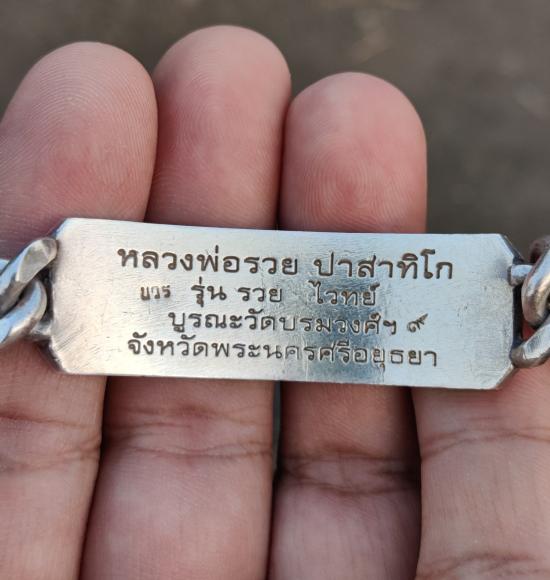 หลวงพ่อรวย ปาสาทิโก
บวร รุ่น รวย ไวทย์
บูรณะวัดบรมวงศ์ฯ ๙
จังหวัดพระนครศรีอยุธยา